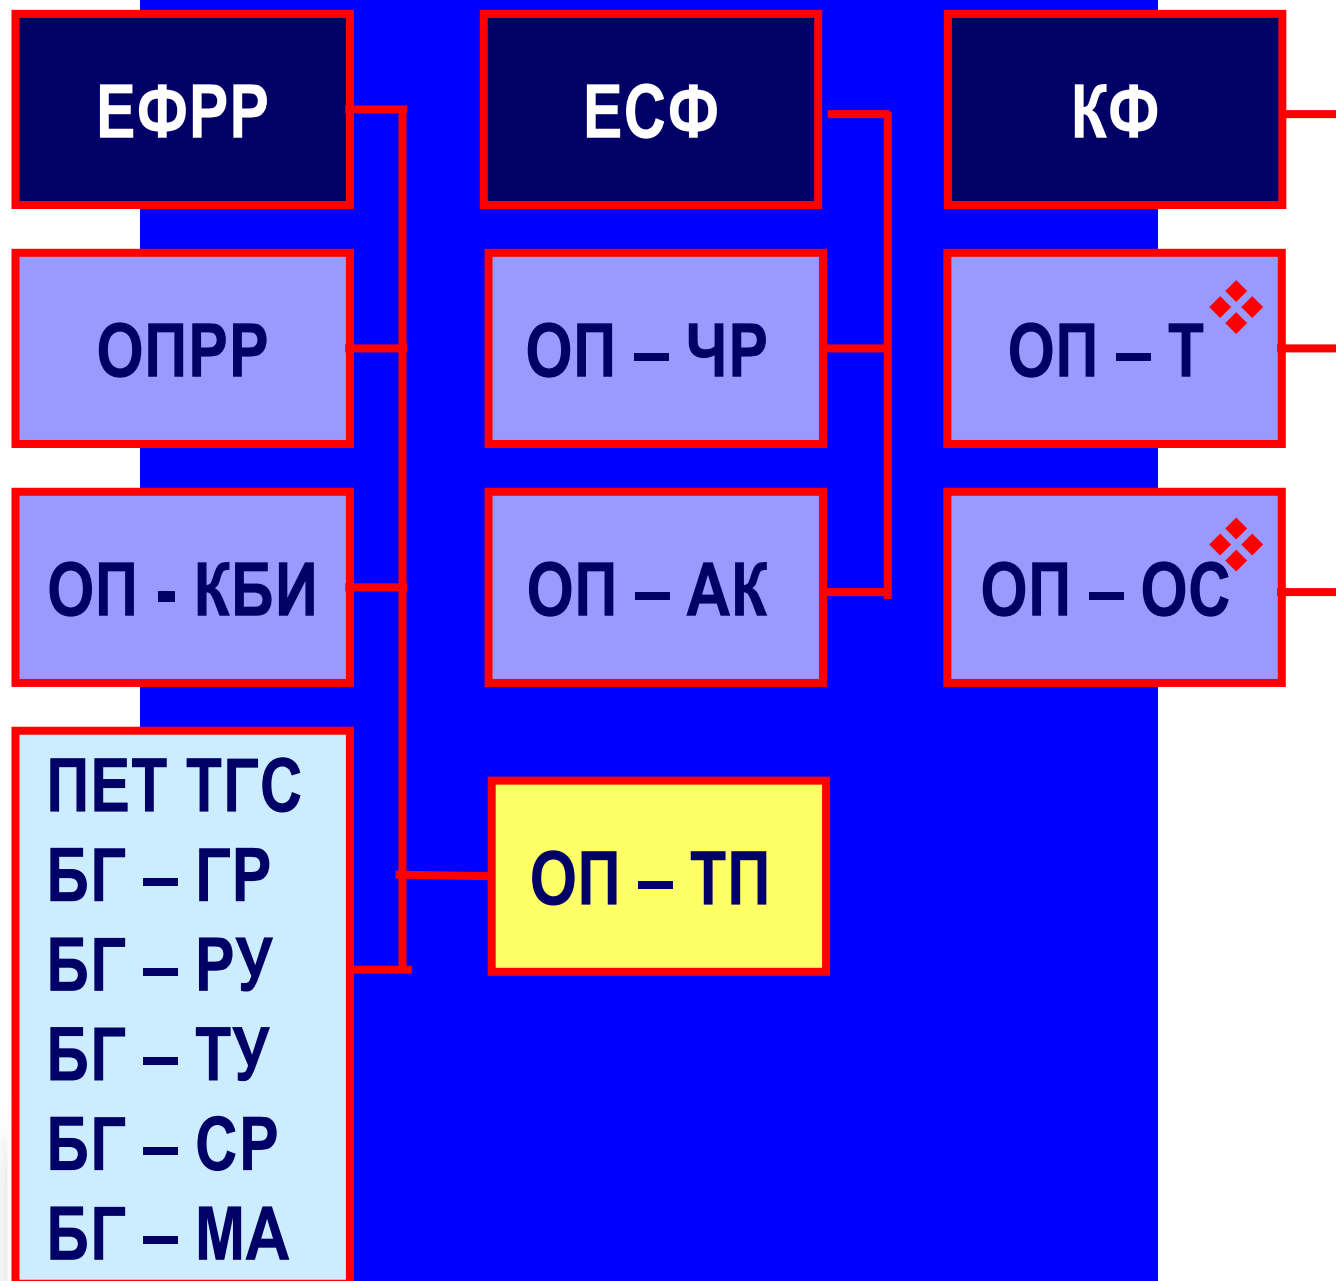 ЕФРР
ЕСФ
КФ
ОПРР
ОП – ЧР
ОП – Т
ОП - КБИ
ОП – АК
ОП – ОС
ПЕТ ТГС
БГ – ГР
БГ – РУ
БГ – ТУ
БГ – СР
БГ – МА
ОП – ТП